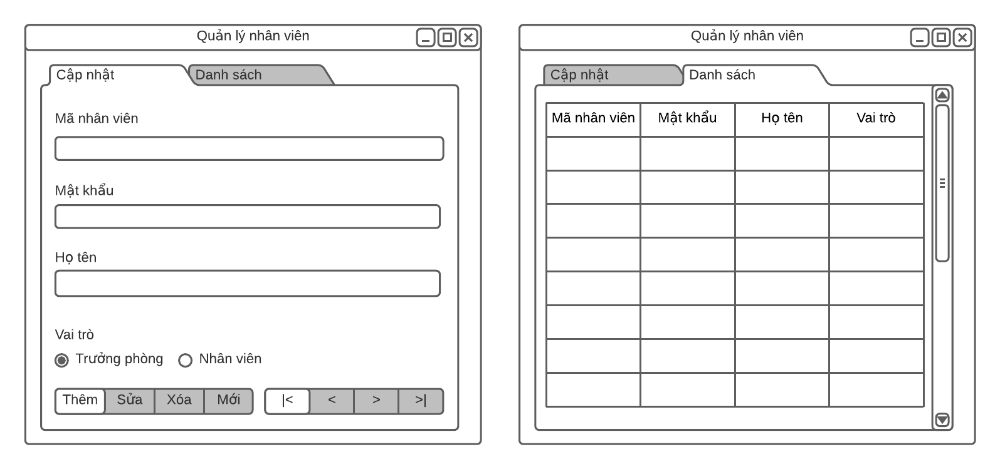 Quản lý nhân viên
Cập nhật
Danh sách
Mã nhân viên
Mật khẩu
Họ tên
Vai trò
Trưởng phòng
Nhân viên
Thêm Sửa Xóa Mới |< < > >|
Quản lý nhân viên
Cập nhật
Danh sách
Mã nhân viên Mật khẩu Họ tên Vai trò